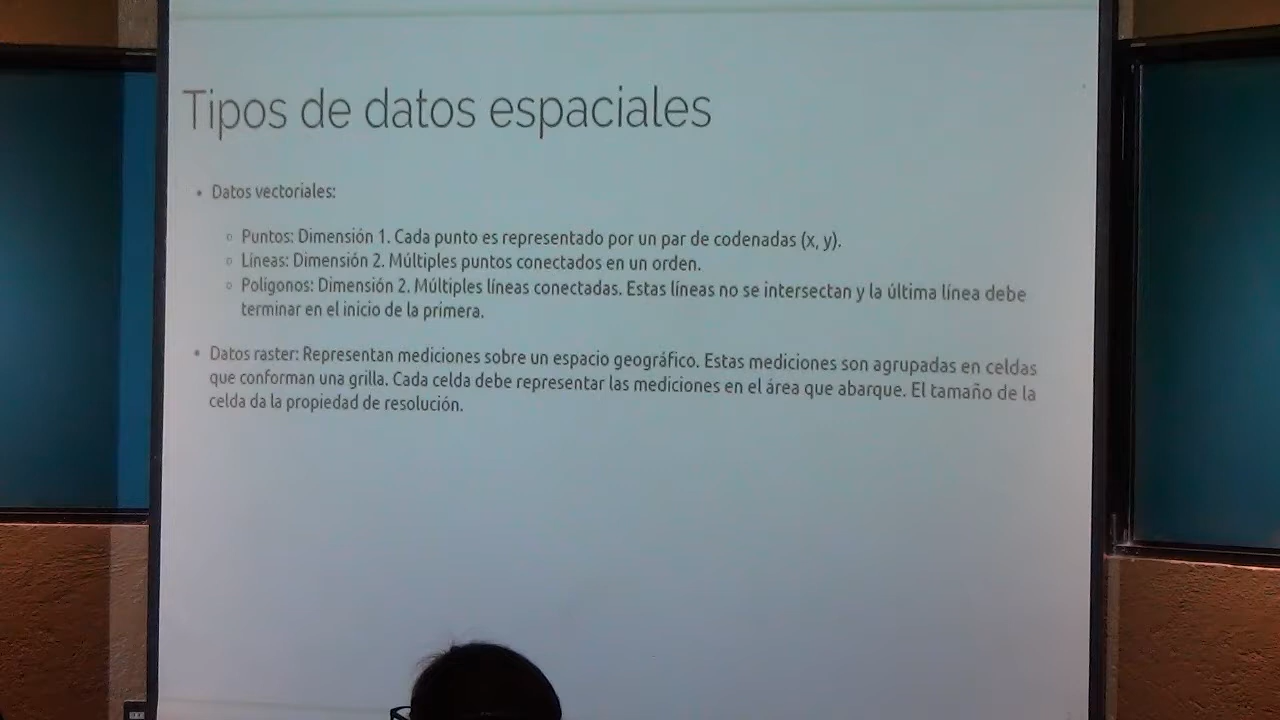 Tipos de datos espaciales
• Datos vectoriales:
◦ Puntos: Dimensión 1. Cada punto es representado por un par de codenadas (x, y).
◦ Líneas: Dimensión 2. Múltiples puntos conectados en un orden.
◦ Polígonos: Dimensión 2. Múltiples líneas conectadas. Estas líneas no se intersectan y la última línea debe
terminar en el inicio de la primera.
• Datos raster: Representan mediciones sobre un espacio geográfico. Estas mediciones son agrupadas en celdas
que conforman una grilla. Cada celda debe representar las mediciones en el área que abarque. El tamaño de la
celda da la propiedad de resolución.